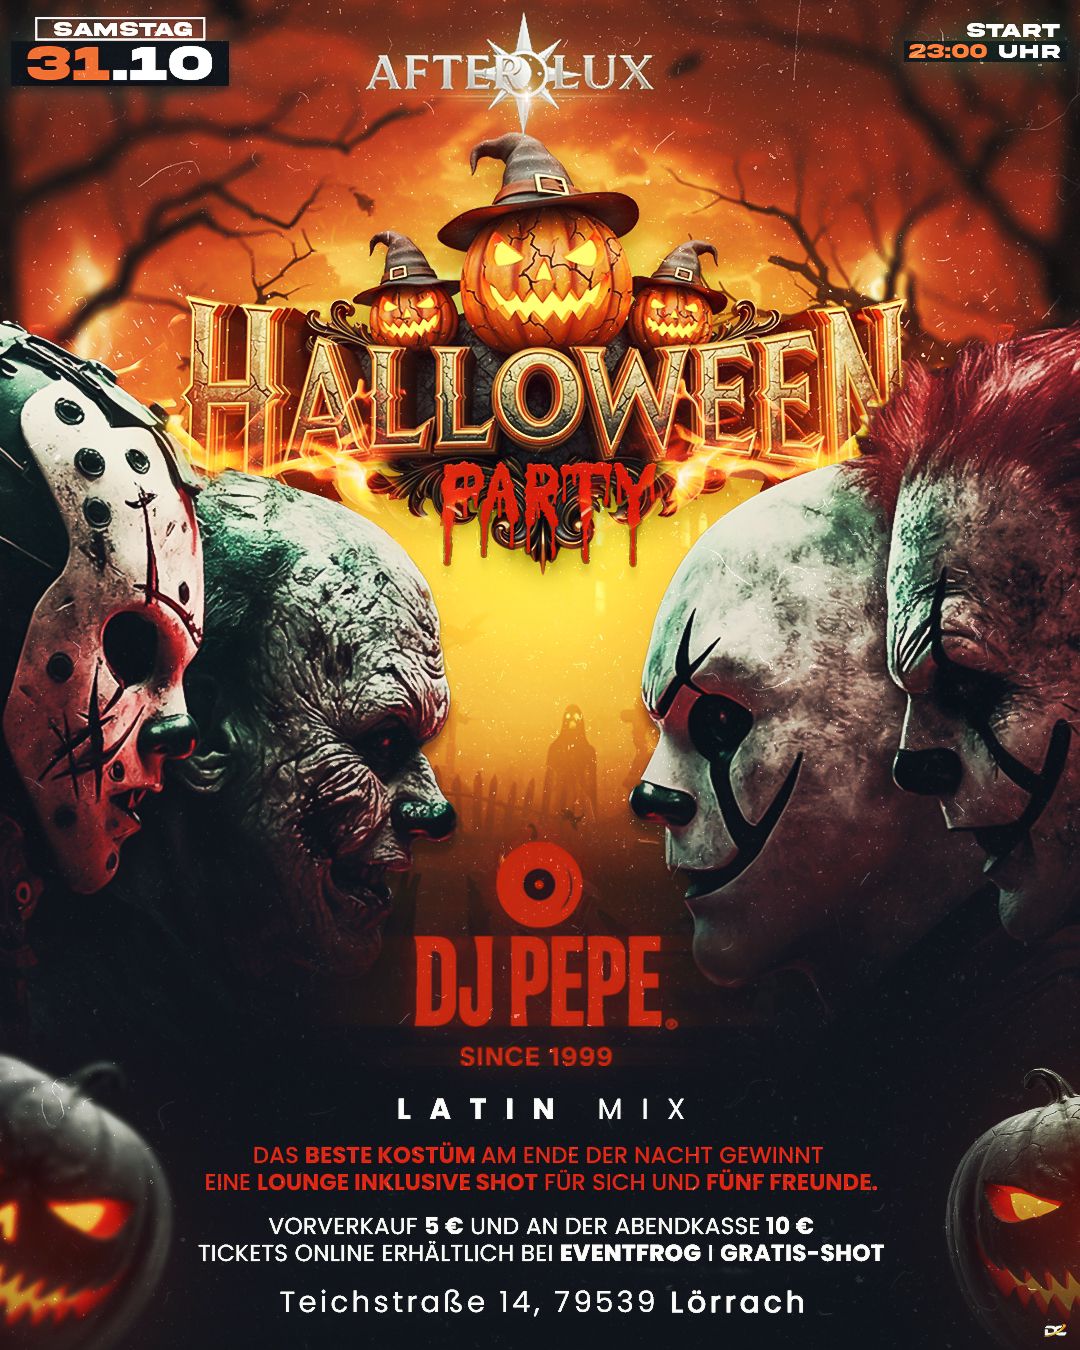 SAMSTAG
31.10
START
23:00 UHR
AFTER LUX
HALLOWEEN
PARTY
DJ PEPE®
SINCE 1999
LATIN MIX
DAS BESTE KOSTÜM AM ENDE DER NACHT GEWINNT
EINE LOUNGE INKLUSIVE SHOT FÜR SICH UND FÜNF FREUNDE.
VORVERKAUF 5 € UND AN DER ABENDKASSE 10 €
TICKETS ONLINE ERHÄLTLICH BEI EVENTFROG | GRATIS-SHOT
Teichstraße 14, 79539 Lörrach